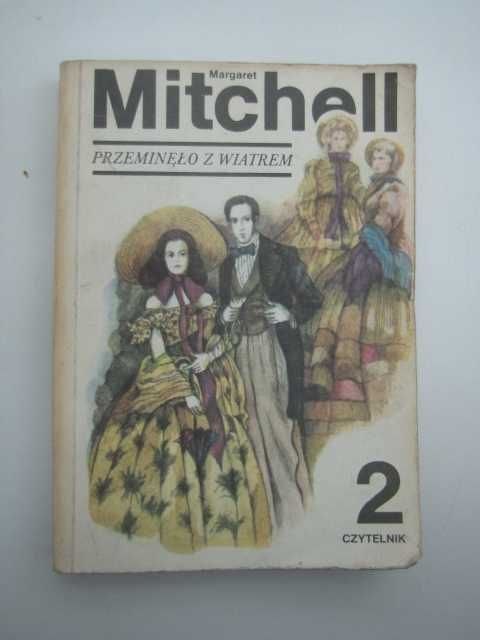 Margaret
Mitchell
PRZEMINĘŁO Z WIATREM
2
CZYTELNIK